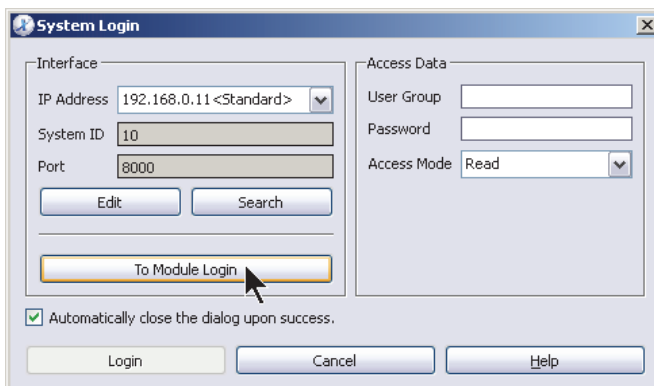 System Login
Interface
IP Address 192.168.0.11<Standard>
System ID 10
Port 8000
Edit Search
To Module Login
Access Data
User Group
Password
Access Mode Read
Automatically close the dialog upon success.
Login Cancel Help